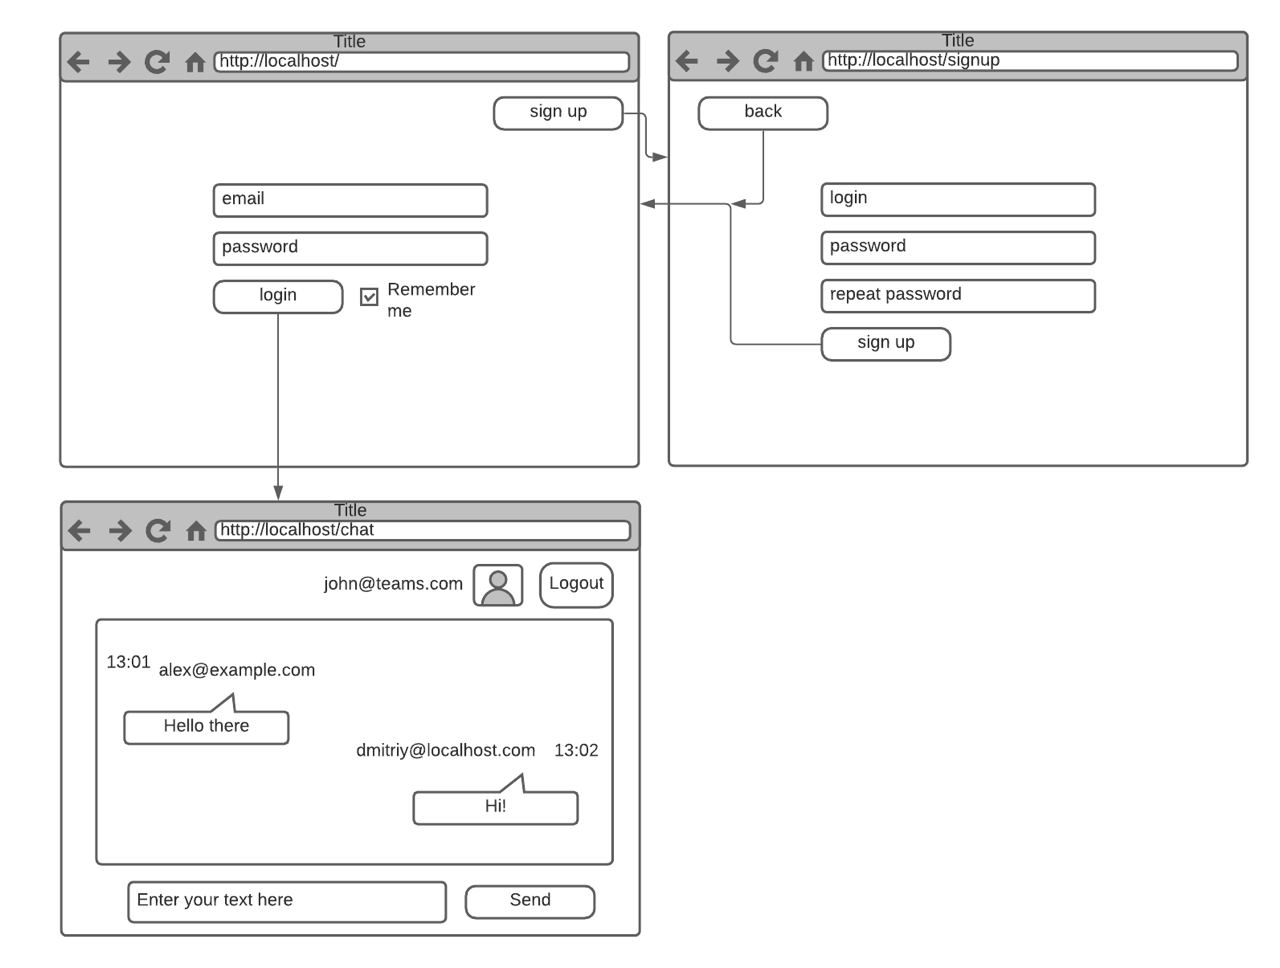 Title
http://localhost/
sign up
email
password
login
Remember
me
Title
http://localhost/signup
back
login
password
repeat password
sign up
Title
http://localhost/chat
john@teams.com
Logout
13:01 alex@example.com
Hello there
dmitriy@localhost.com 13:02
Hi!
Enter your text here
Send